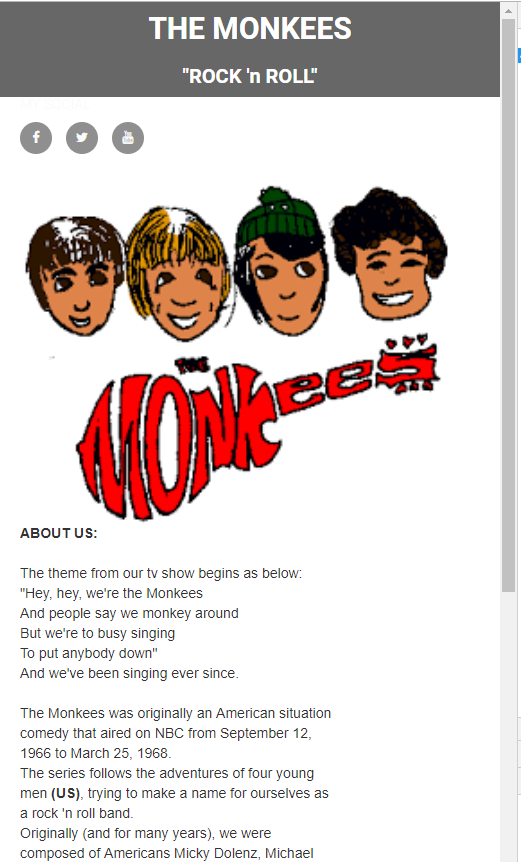 THE MONKEES
"ROCK 'n ROLL"
THE
MONKEES
ABOUT US:
The theme from our tv show begins as below:
"Hey, hey, we're the Monkees
And people say we monkey around
But we're to busy singing
To put anybody down"
And we've been singing ever since.
The Monkees was originally an American situation
comedy that aired on NBC from September 12,
1966 to March 25, 1968.
The series follows the adventures of four young
men (US), trying to make a name for ourselves as
a rock 'n roll band.
Originally (and for many years), we were
composed of Americans Micky Dolenz, Michael